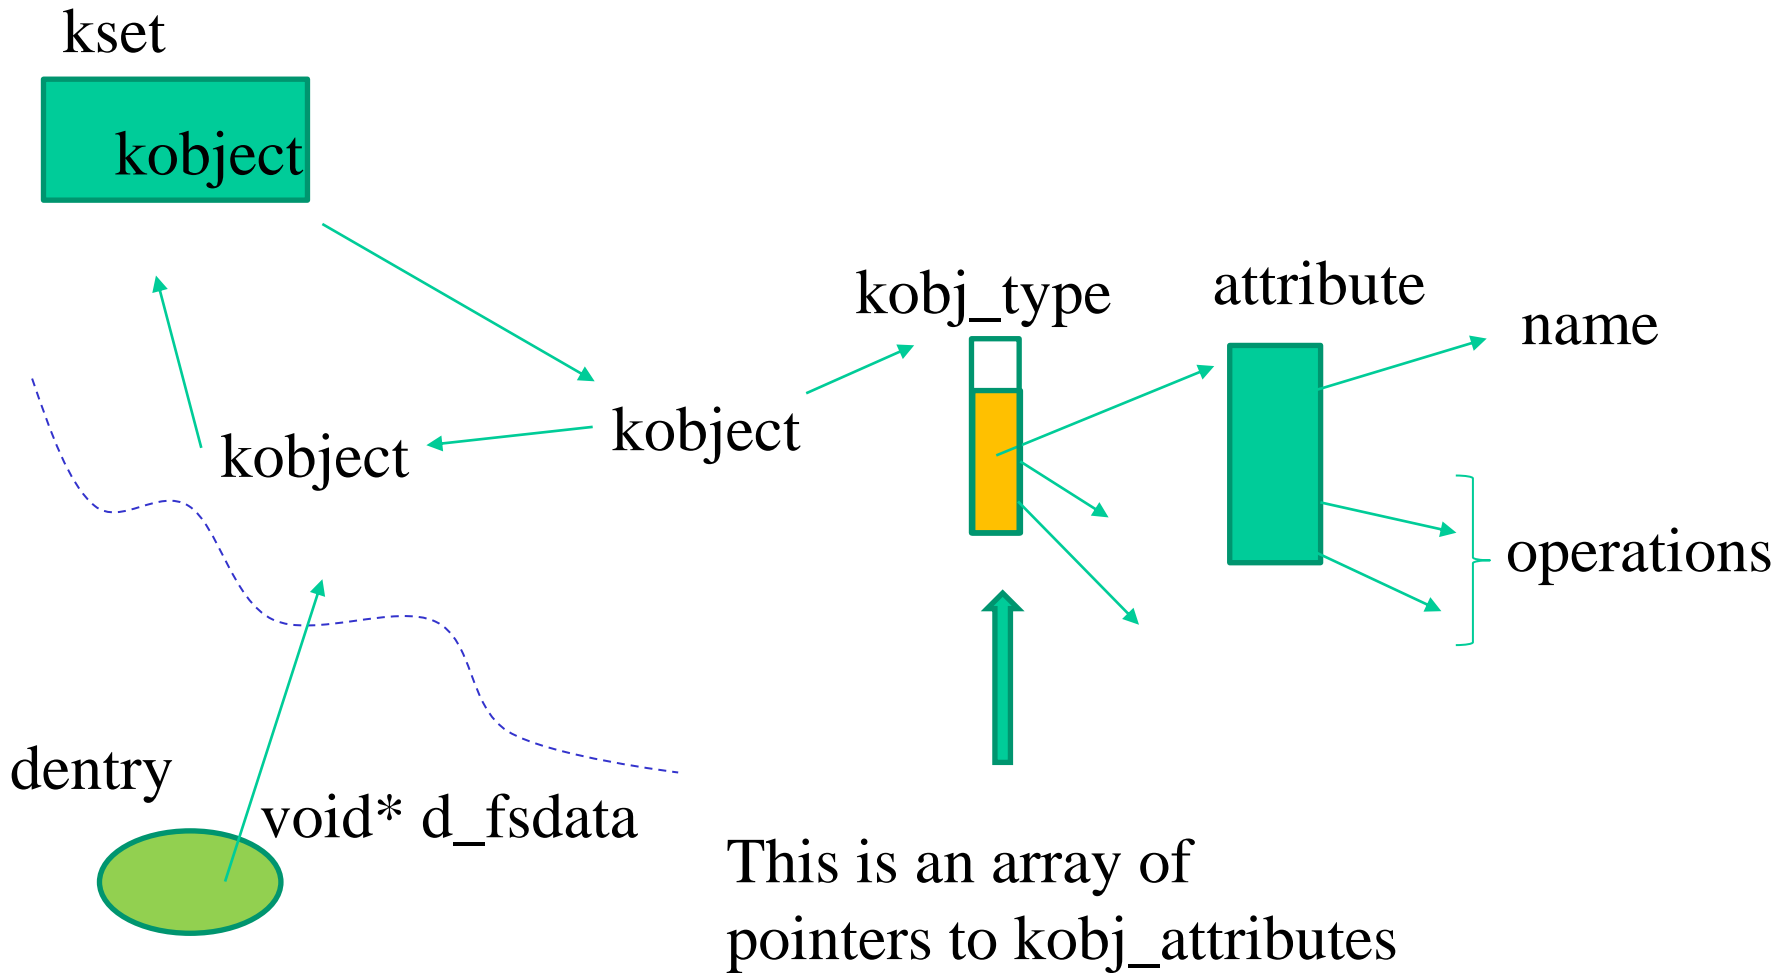 kset
kobject
kobj_type
attribute
name
kobject
kobject
operations
dentry
void* d_fsdata
This is an array of
pointers to kobj_attributes